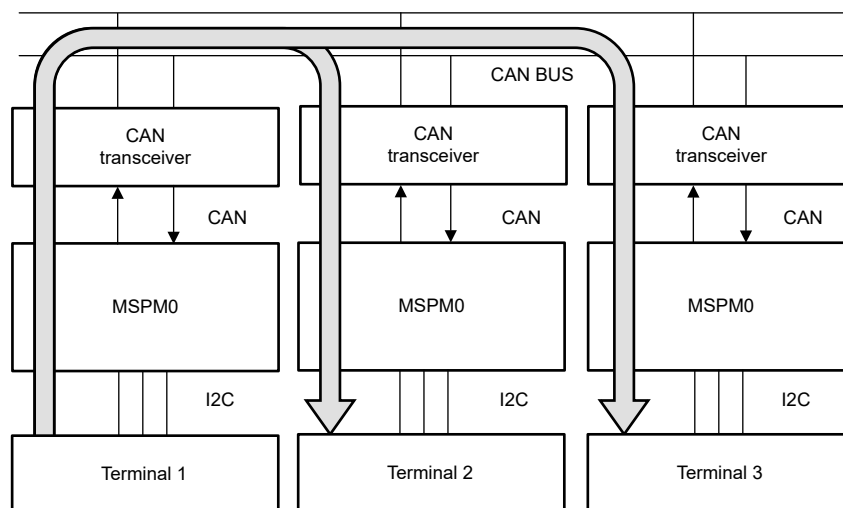 CAN BUS
CAN
transceiver
CAN
transceiver
CAN
transceiver
CAN
CAN
CAN
MSPM0
MSPM0
MSPM0
I2C
I2C
I2C
Terminal 1
Terminal 2
Terminal 3